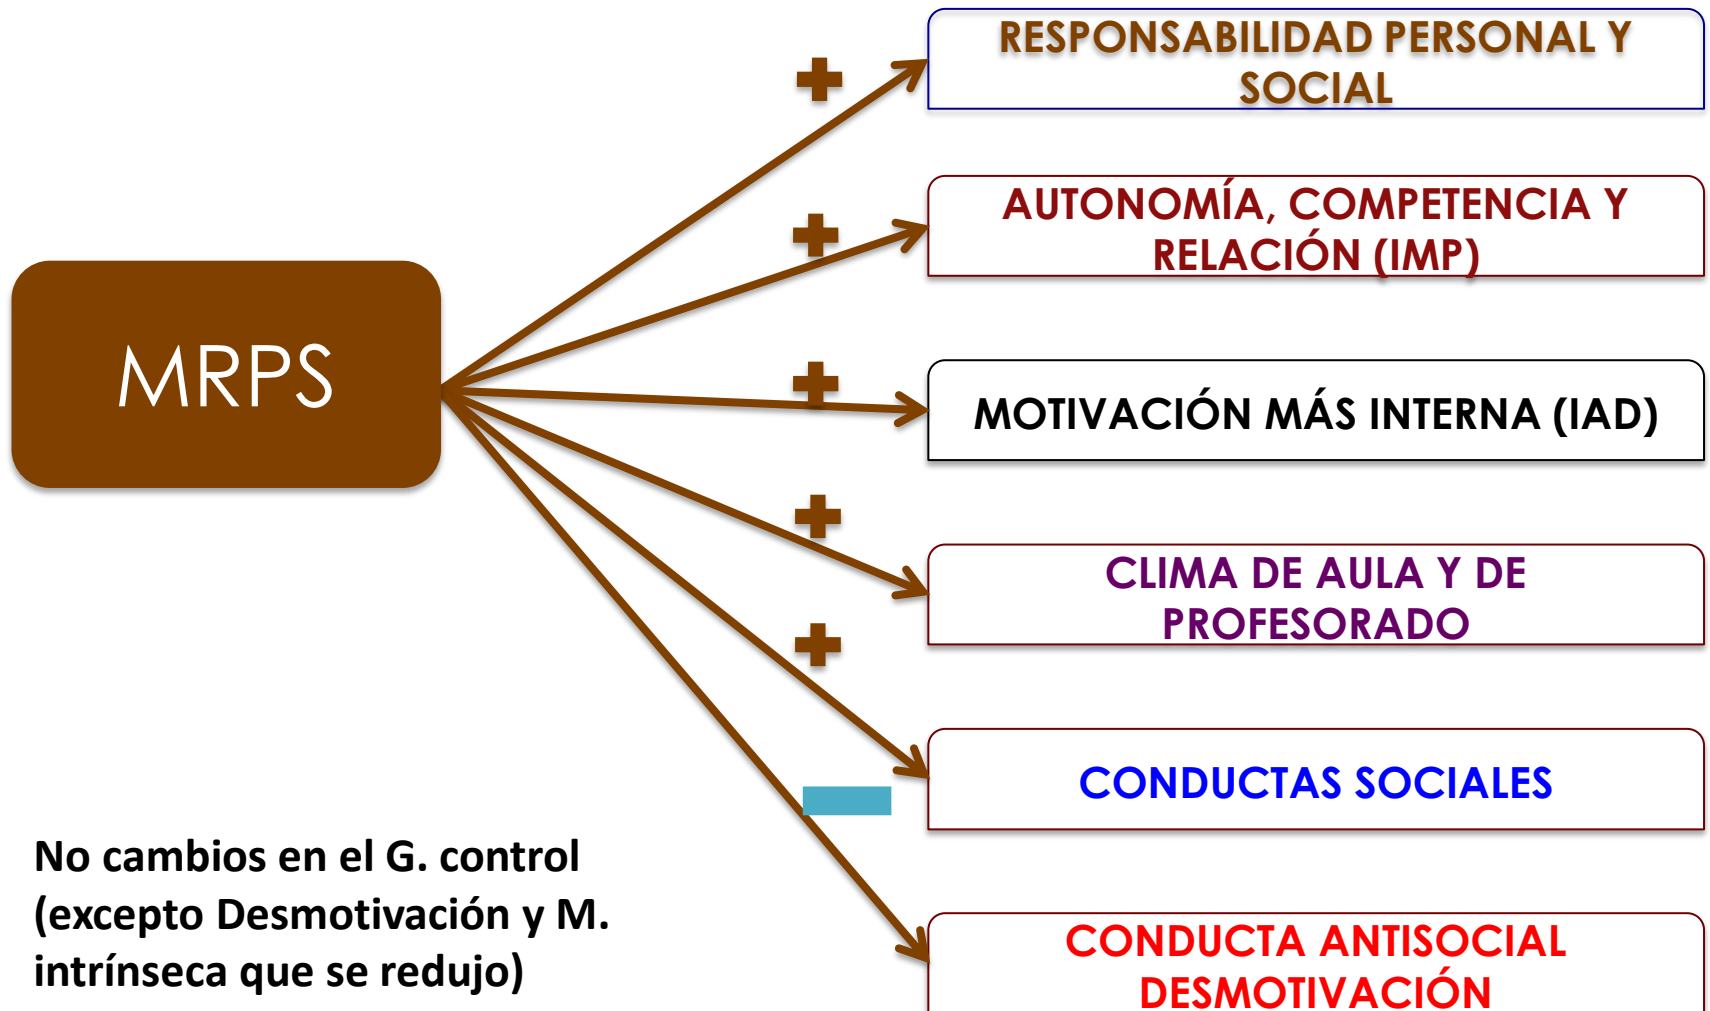 RESPONSABILIDAD PERSONAL Y
SOCIAL
AUTONOMÍA, COMPETENCIA Y
RELACIÓN (IMP)
MRPS
MOTIVACIÓN MÁS INTERNA (IAD)
CLIMA DE AULA Y DE
PROFESORADO
CONDUCTAS SOCIALES
No cambios en el G. control
(excepto Desmotivación y M.
intrínseca que se redujo)
CONDUCTA ANTISOCIAL
DESMOTIVACIÓN